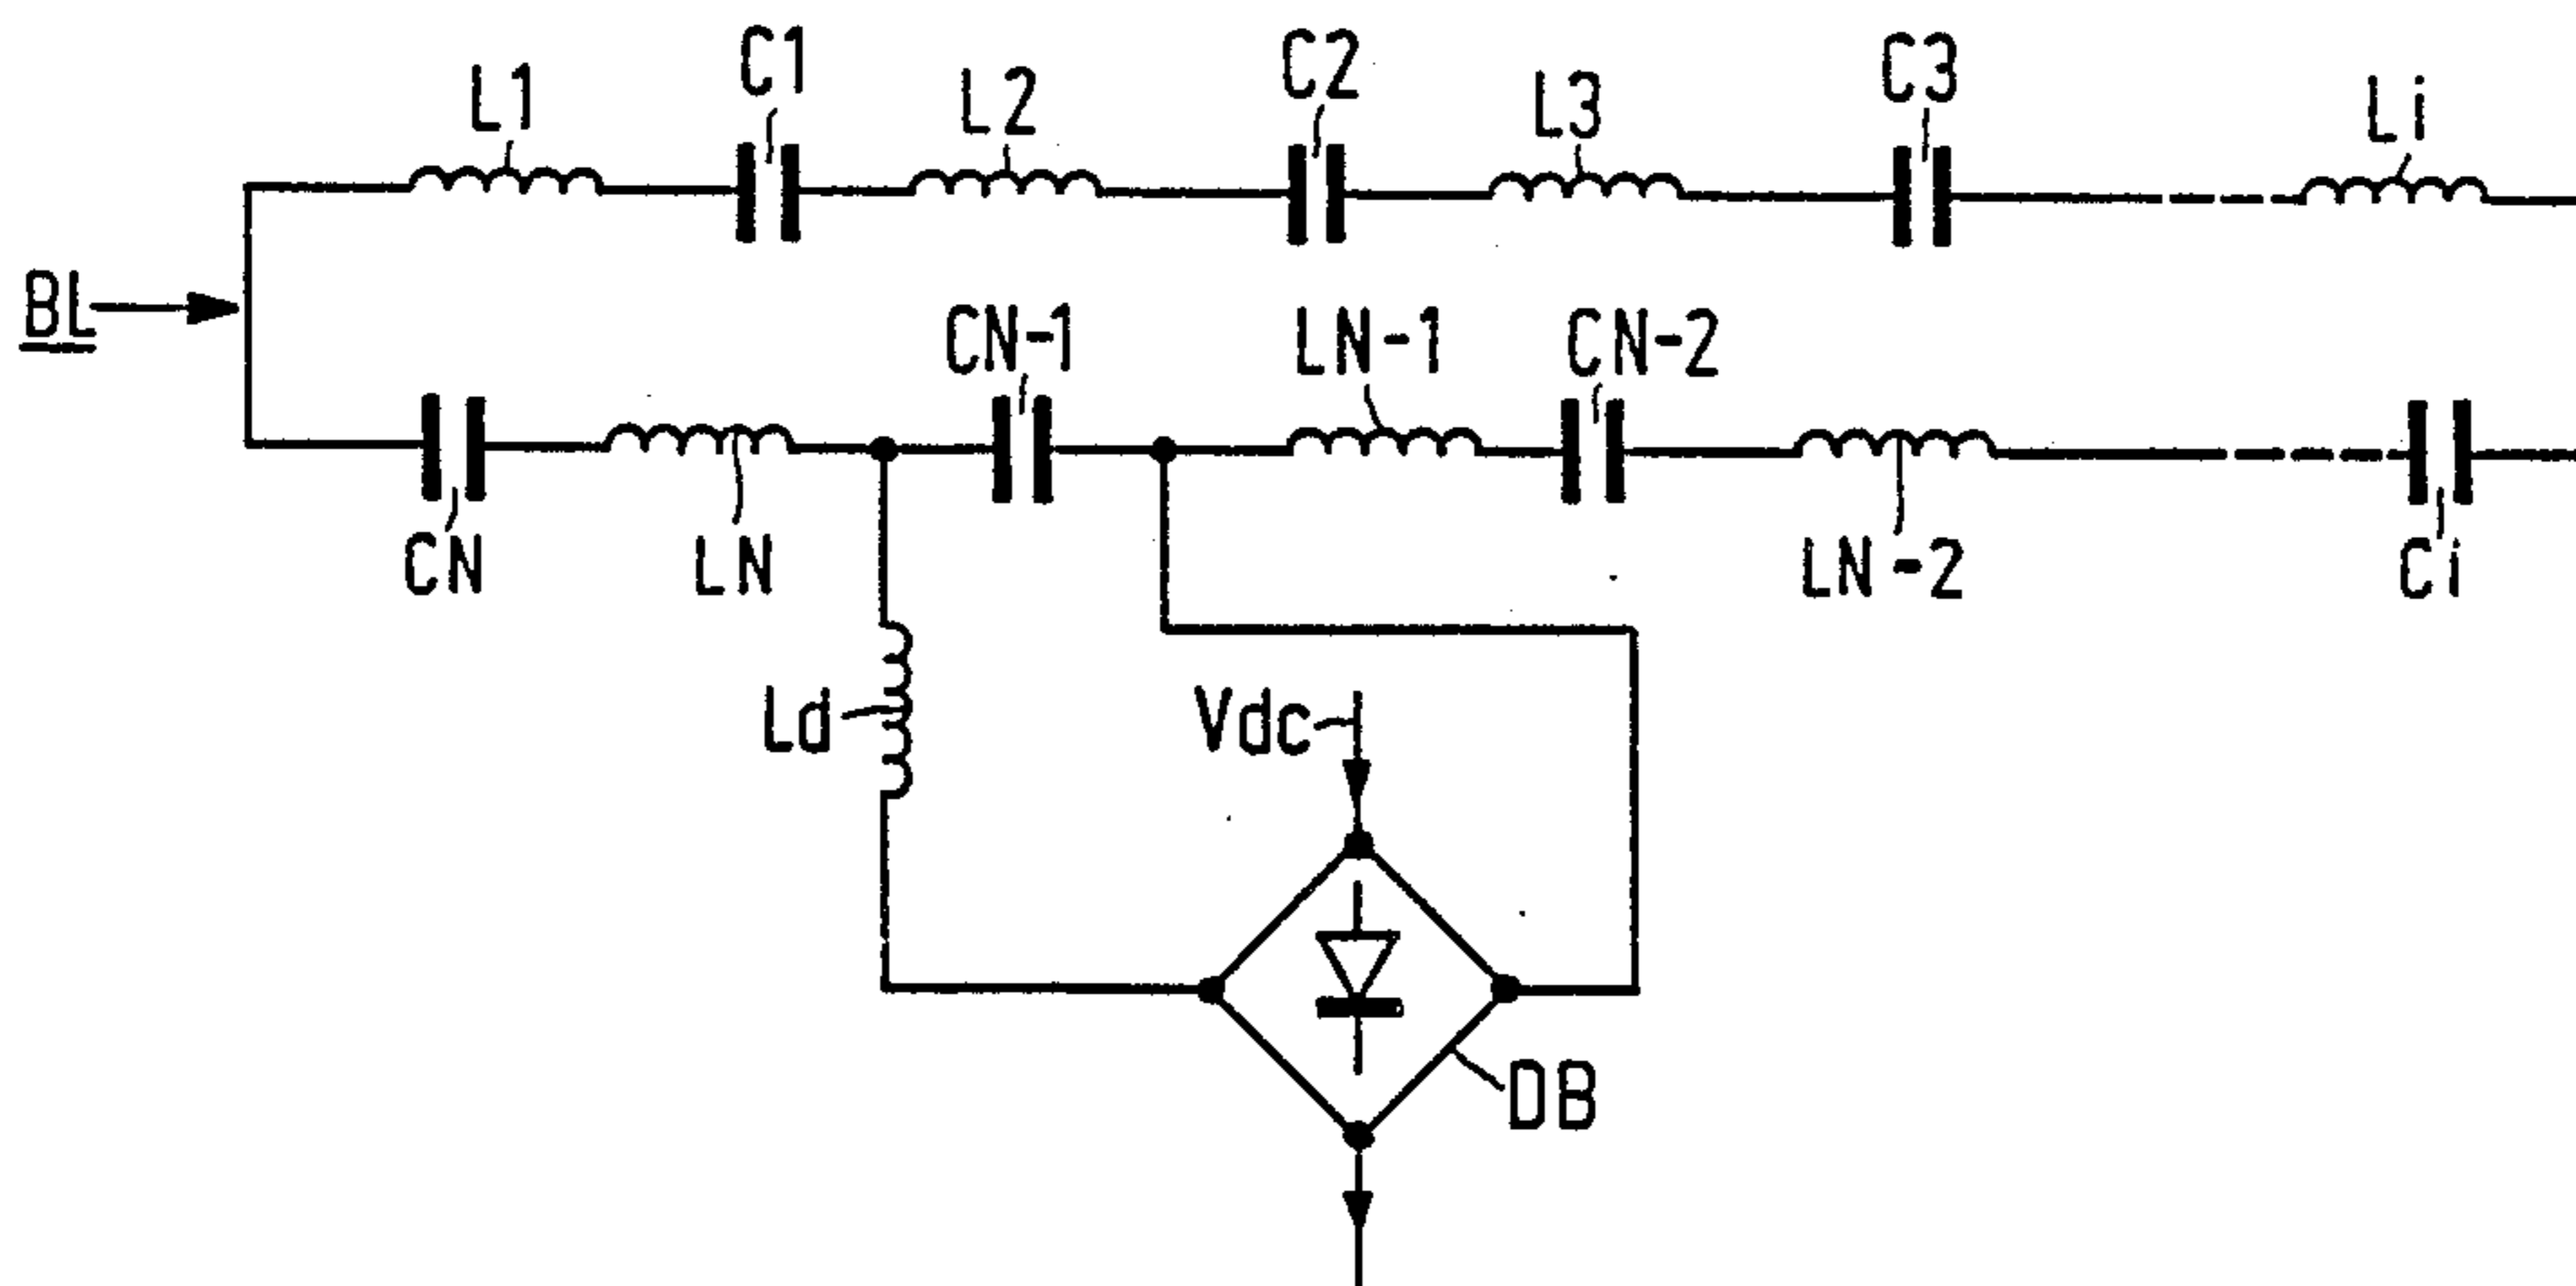 L1 C1 L2 C2 L3 C3 Li
BL
CN-1 LN-1 CN-2
CN LN LN-2 Ci
Ld Vdc
DB